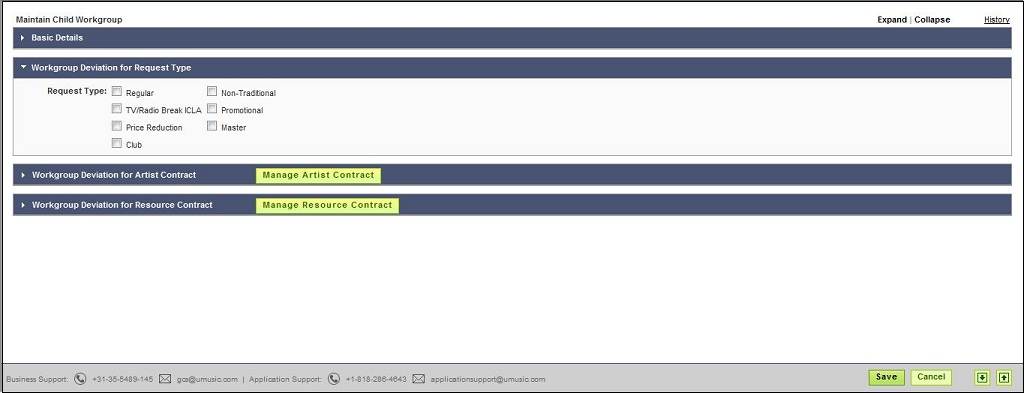 Maintain Child Workgroup Expand | Collapse History
Basic Details
Workgroup Deviation for Request Type
Request Type: Regular Non-Traditional
TV/Radio Break ICLA Promotional
Price Reduction Master
Club
Workgroup Deviation for Artist Contract Manage Artist Contract
Workgroup Deviation for Resource Contract Manage Resource Contract
Business Support: +31-35-5489-145 gcs@umusic.com | Application Support: +1-818-286-4643 applicationsupport@umusic.com Save Cancel